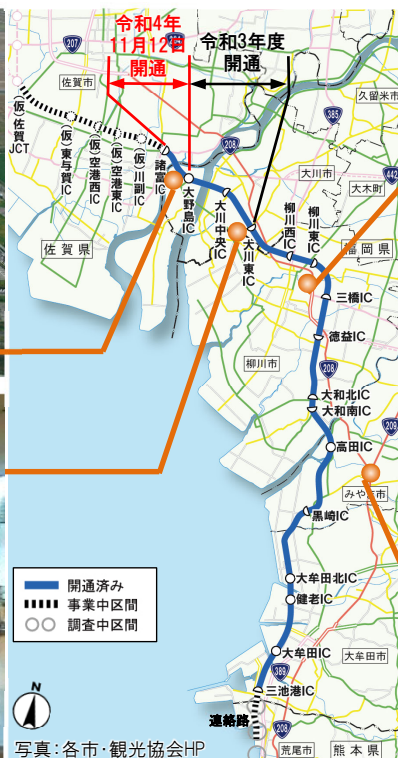 令和4年
11月12日
開通
令和3年度
開通
207
佐賀市
久留米市
385
208
大川市
大木町
442
(仮)佐賀JCT
(仮)東与賀IC
(仮)空港西IC
(仮)空港東IC
(仮)川副IC
諸富IC
大野島IC
大川中央IC
大川東IC
柳川西IC
柳川東IC
佐賀県
福岡県
三橋IC
徳益IC
柳川市
208
大和北IC
大和南IC
209
高田IC
みやま市
黒崎IC
開通済み
事業中区間
調査中区間
大牟田北IC
健老IC
大牟田IC
大牟田市
389
三池港IC
連絡路
208
N
荒尾市
熊本県
写真:各市・観光協会HP